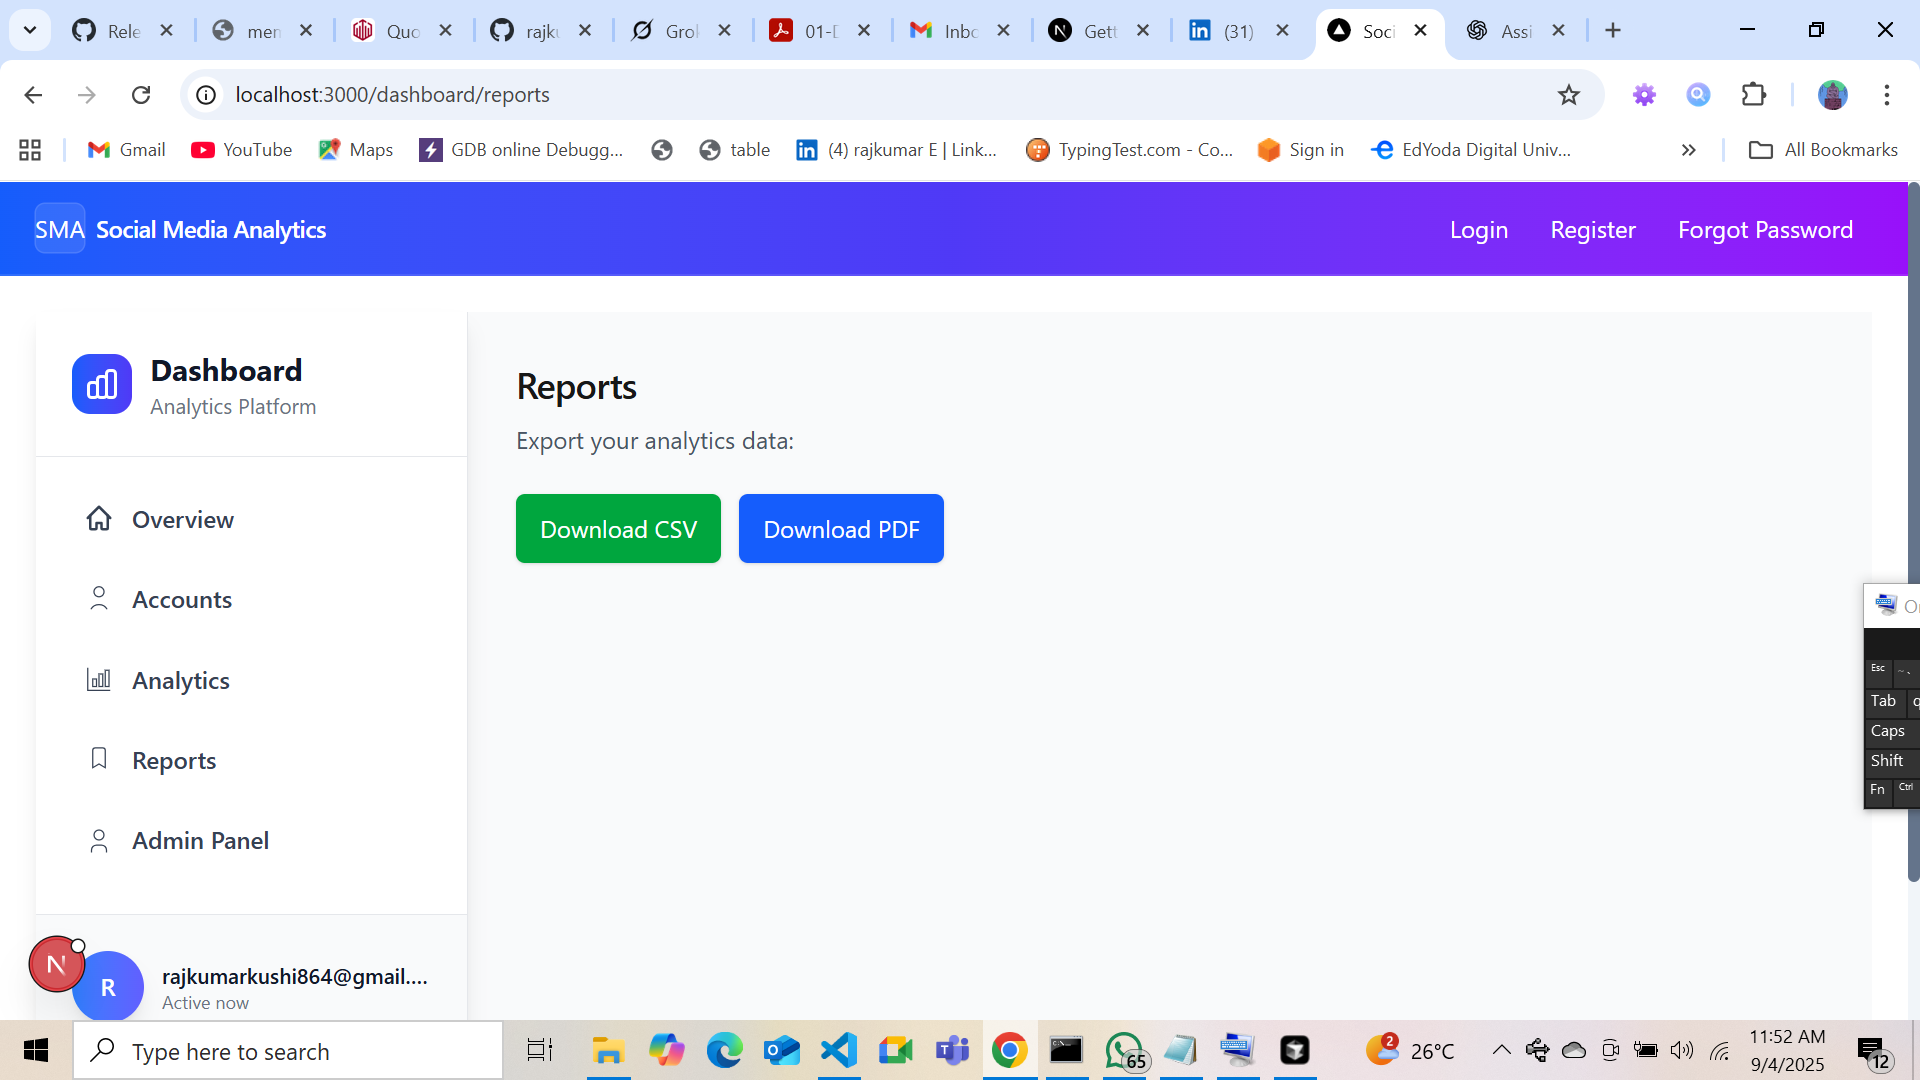 Rele
men
Quo
rajku
Grok
01-D
Inbo
Gett
(31)
Soci
Assi
localhost:3000/dashboard/reports
Gmail
YouTube
Maps
GDB online Debugg...
table
(4) rajkumar E | Link...
TypingTest.com - Co...
Sign in
EdYoda Digital Univ...
All Bookmarks
SMA Social Media Analytics
Login
Register
Forgot Password
Dashboard
Analytics Platform
Overview
Accounts
Analytics
Reports
Admin Panel
N
R
rajkumarkushi864@gmail....
Active now
Reports
Export your analytics data:
Download CSV
Download PDF
Esc ~ `
Tab q
Caps
Shift
Fn Ctrl
Type here to search
65
2
26°C
11:52 AM
9/4/2025
12